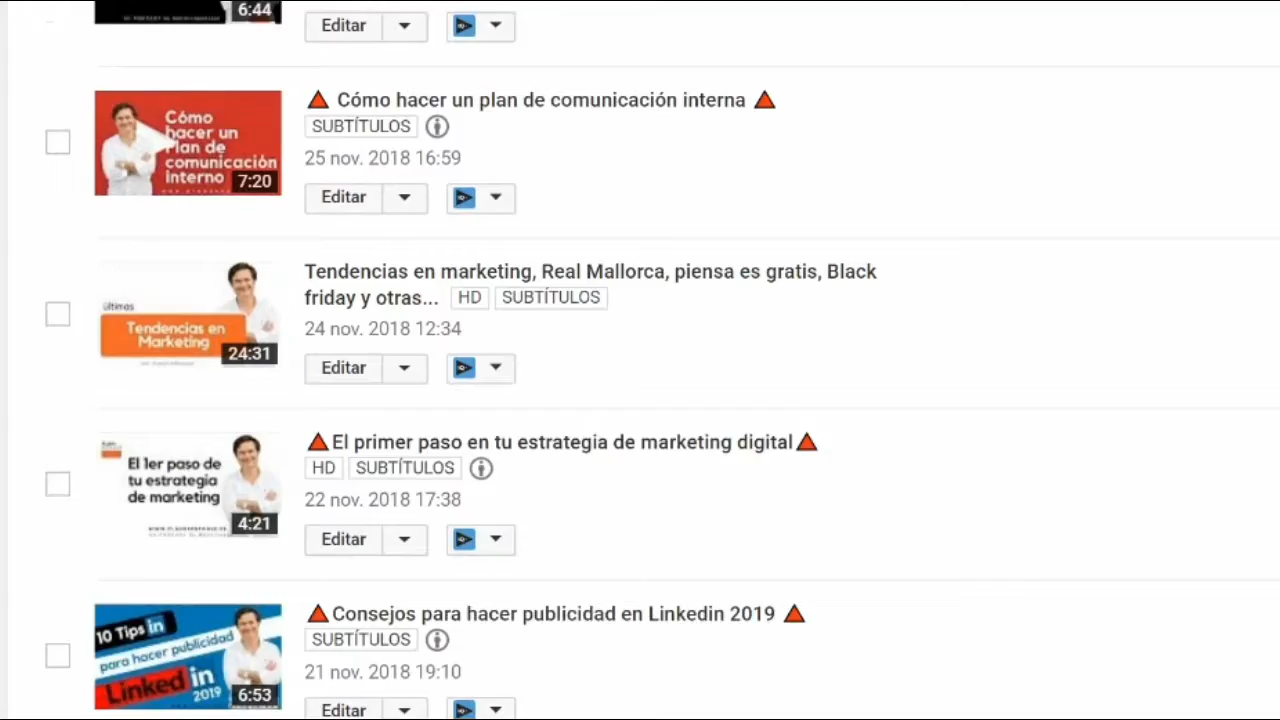 6:44
Editar
🔺 Cómo hacer un plan de comunicación interna 🔺
SUBTÍTULOS
25 nov. 2018 16:59
Cómo
hacer un
Plan de
comunicación
interno
7:20
Editar
Tendencias en marketing, Real Mallorca, piensa es gratis, Black
friday y otras... HD SUBTÍTULOS
24 nov. 2018 12:34
últimas
Tendencias en
Marketing
24:31
Editar
🔺El primer paso en tu estrategia de marketing digital🔺
HD SUBTÍTULOS
22 nov. 2018 17:38
El 1er paso de
tu estrategia
de marketing
4:21
Editar
🔺Consejos para hacer publicidad en Linkedin 2019 🔺
SUBTÍTULOS
21 nov. 2018 19:10
10 Tips in
para hacer publicidad
Linked in
2019
6:53
Editar